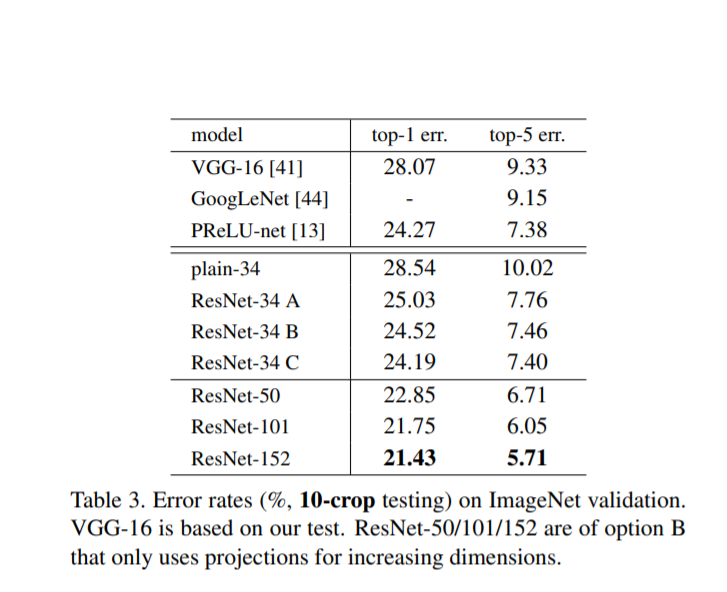 model top-1 err. top-5 err.
VGG-16 [41] 28.07 9.33
GoogLeNet [44] - 9.15
PReLU-net [13] 24.27 7.38
plain-34 28.54 10.02
ResNet-34 A 25.03 7.76
ResNet-34 B 24.52 7.46
ResNet-34 C 24.19 7.40
ResNet-50 22.85 6.71
ResNet-101 21.75 6.05
ResNet-152 21.43 5.71
Table 3. Error rates (%, 10-crop testing) on ImageNet validation.
VGG-16 is based on our test. ResNet-50/101/152 are of option B
that only uses projections for increasing dimensions.